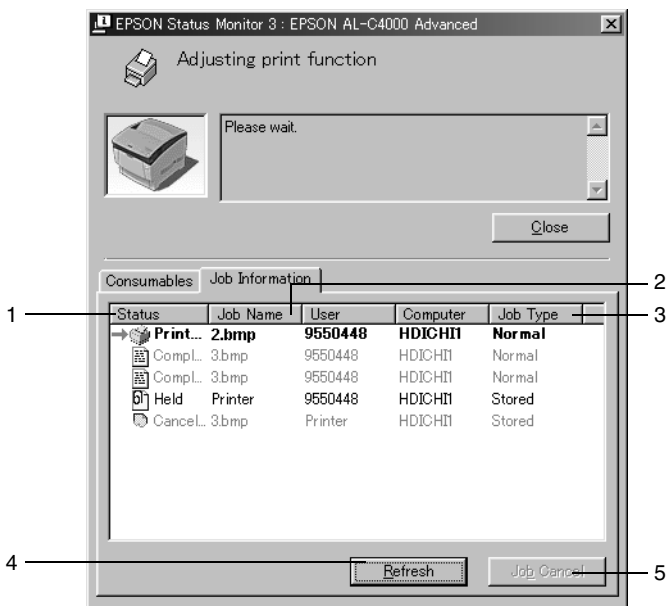 EPSON Status Monitor 3 : EPSON AL-C4000 Advanced
Adjusting print function
Please wait.
Close
Consumables Job Information
2
1
Status Job Name User Computer Job Type
3
Print... 2.bmp 9550448 HDICHI1 Normal
Compl... 3.bmp 9550448 HDICHI1 Normal
Compl... 3.bmp 9550448 HDICHI1 Normal
Held Printer 9550448 HDICHI1 Stored
Cancel... 3.bmp Printer HDICHI1 Stored
4
Refresh Job Cancel
5